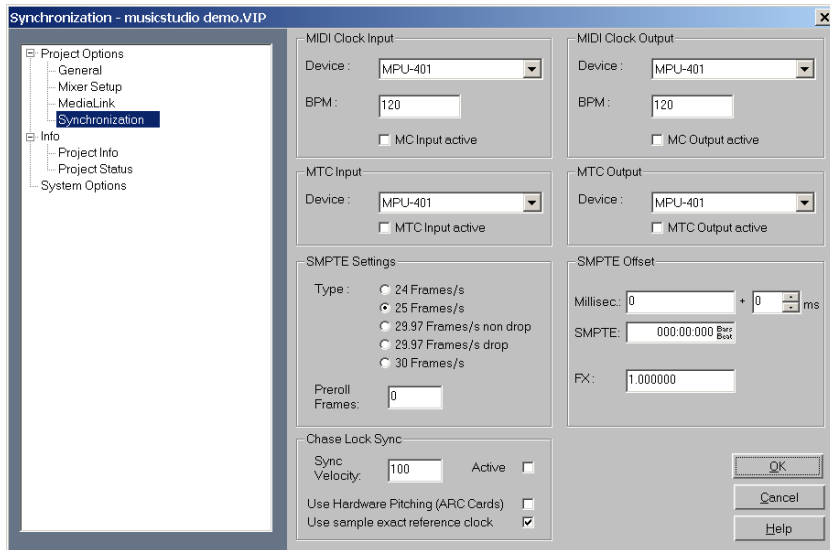 Synchronization - musicstudio demo.VIP
Project Options
General
Mixer Setup
MediaLink
Synchronization
Info
Project Info
Project Status
System Options
MIDI Clock Input
Device :
MPU-401
BPM :
120
MC Input active
MIDI Clock Output
Device :
MPU-401
BPM :
120
MC Output active
MTC Input
Device :
MPU-401
MTC Input active
MTC Output
Device :
MPU-401
MTC Output active
SMPTE Settings
Type :
24 Frames/s
25 Frames/s
29.97 Frames/s non drop
29.97 Frames/s drop
30 Frames/s
Preroll
Frames:
0
SMPTE Offset
Millisec.: 0 + 0 ms
SMPTE: 000:00:000 Bars Beat
FX : 1.000000
Chase Lock Sync
Sync
Velocity:
100
Active
Use Hardware Pitching (ARC Cards)
Use sample exact reference clock
OK
Cancel
Help